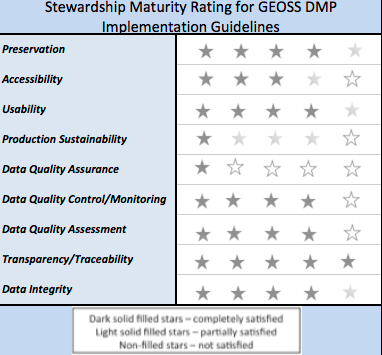 Stewardship Maturity Rating for GEOSS DMP
Implementation Guidelines
Preservation
Accessibility
Usability
Production Sustainability
Data Quality Assurance
Data Quality Control/Monitoring
Data Quality Assessment
Transparency/Traceability
Data Integrity
Dark solid filled stars – completely satisfied
Light solid filled stars – partially satisfied
Non-filled stars – not satisfied